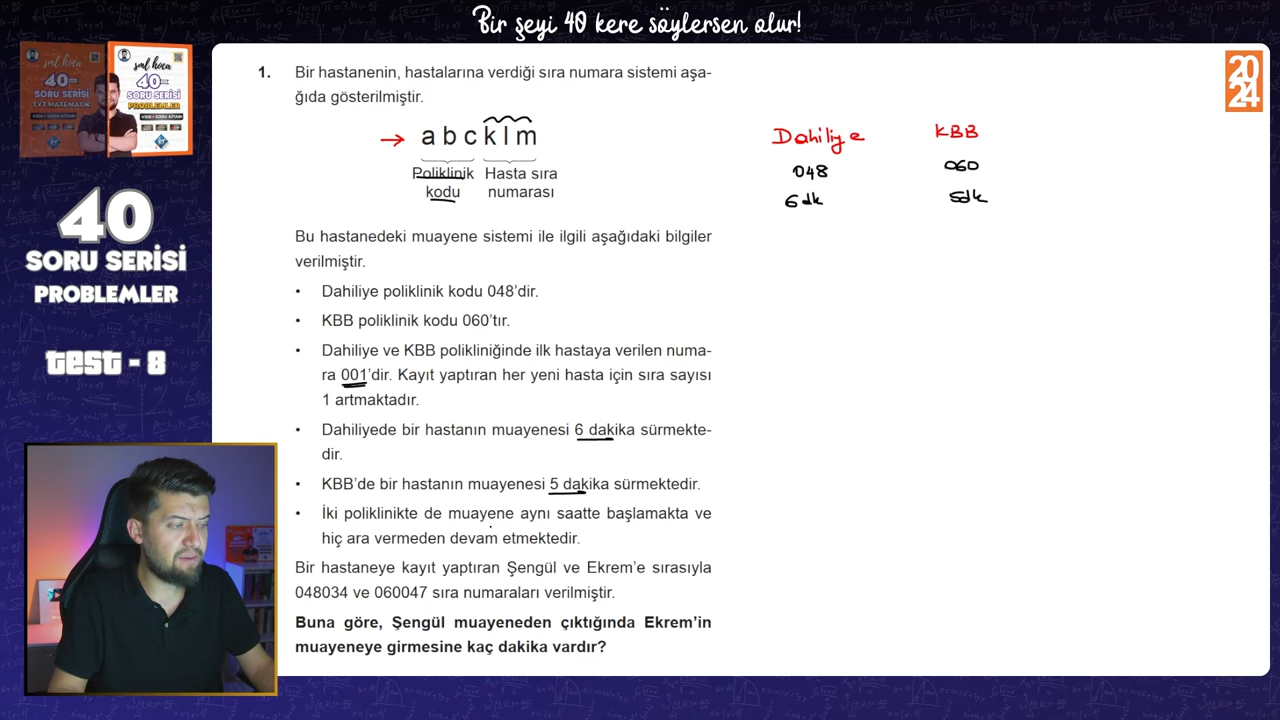 Bir şeyi 40 kere söylersen olur!
40
SORU SERİSİ
PROBLEMLER
TEST - 8
20
24
1. Bir hastanenin, hastalarına verdiği sıra numara sistemi aşa-
ğıda gösterilmiştir.
→ a b c k l m
Poliklinik Hasta sıra
kodu numarası
Dahiliye KBB
048 060
6 dk 5dk
Bu hastanedeki muayene sistemi ile ilgili aşağıdaki bilgiler
verilmiştir.
• Dahiliye poliklinik kodu 048'dir.
• KBB poliklinik kodu 060'tır.
• Dahiliye ve KBB polikliniğinde ilk hastaya verilen numa-
ra 001'dir. Kayıt yaptıran her yeni hasta için sıra sayısı
1 artmaktadır.
• Dahiliyede bir hastanın muayenesi 6 dakika sürmekte-
dir.
• KBB'de bir hastanın muayenesi 5 dakika sürmektedir.
• İki poliklinikte de muayene aynı saatte başlamakta ve
hiç ara vermeden devam etmektedir.
Bir hastaneye kayıt yaptıran Şengül ve Ekrem'e sırasıyla
048034 ve 060047 sıra numaraları verilmiştir.
Buna göre, Şengül muayeneden çıktığında Ekrem'in
muayeneye girmesine kaç dakika vardır?